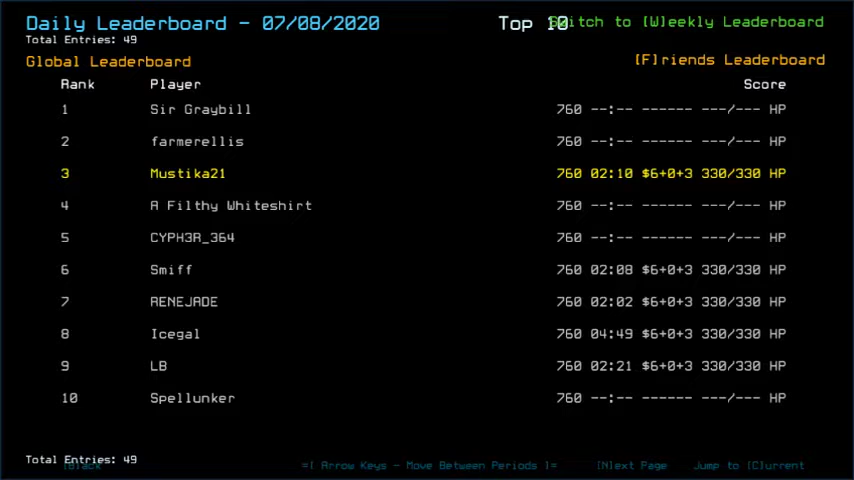 Daily Leaderboard - 07/08/2020 Top 10 Switch to [W]eekly Leaderboard
Total Entries: 49
Global Leaderboard [F]riends Leaderboard
Rank Player Score
1 Sir Graybill 760 --:-- ------ ---/--- HP
2 farmerellis 760 --:-- ------ ---/--- HP
3 Mustika21 760 02:10 $6+0+3 330/330 HP
4 A Filthy Whiteshirt 760 --:-- ------ ---/--- HP
5 CYPH3R_364 760 --:-- ------ ---/--- HP
6 Smiff 760 02:08 $6+0+3 330/330 HP
7 RENEJADE 760 02:02 $6+0+3 330/330 HP
8 Icegal 760 04:49 $6+0+3 330/330 HP
9 LB 760 02:21 $6+0+3 330/330 HP
10 Spellunker 760 --:-- ------ ---/--- HP
Total Entries: 49
[B]ack =[ Arrow Keys - Move Between Periods ]= [N]ext Page Jump to [C]urrent